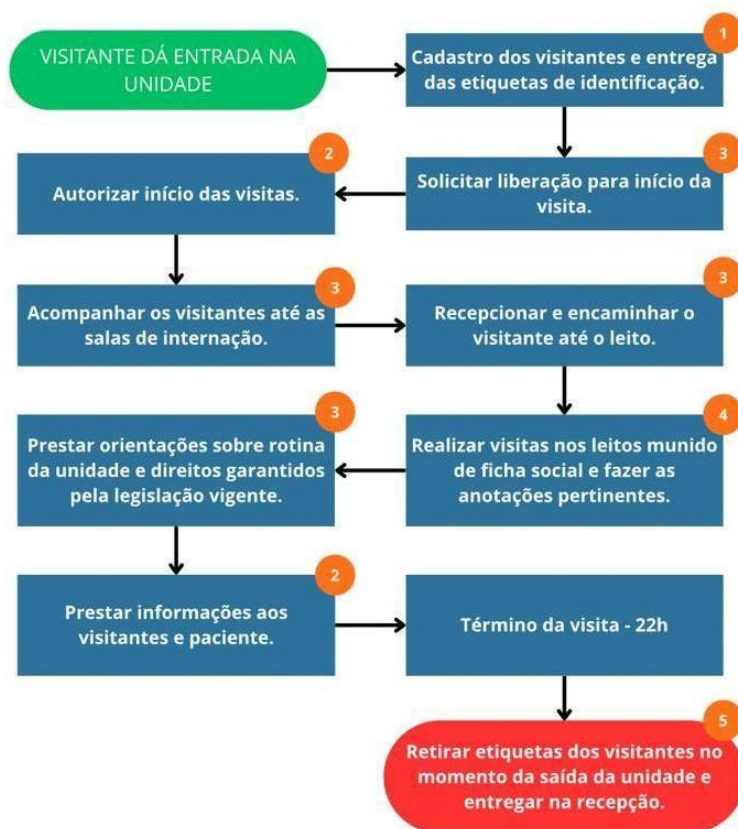 VISITANTE DÁ ENTRADA NA
UNIDADE
1
Cadastro dos visitantes e entrega
das etiquetas de identificação.
3
Solicitar liberação para início da
visita.
2
Autorizar início das visitas.
3
Acompanhar os visitantes até as
salas de internação.
3
Recepcionar e encaminhar o
visitante até o leito.
4
Realizar visitas nos leitos munido
de ficha social e fazer as
anotações pertinentes.
3
Prestar orientações sobre rotina
da unidade e direitos garantidos
pela legislação vigente.
2
Prestar informações aos
visitantes e paciente.
Término da visita - 22h
5
Retirar etiquetas dos visitantes no
momento da saída da unidade e
entregar na recepção.